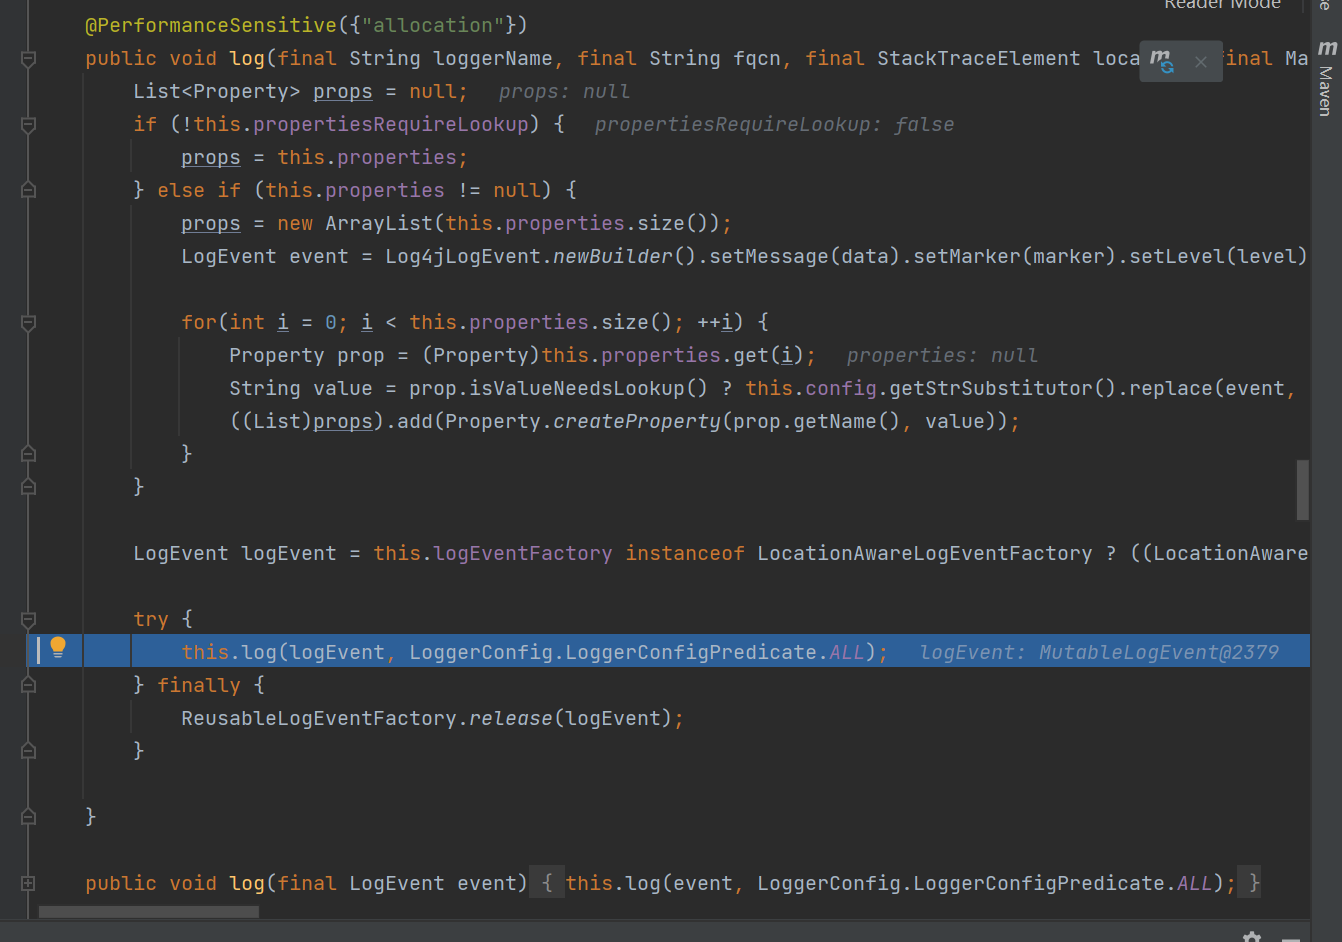 Reader Mode
@PerformanceSensitive({"allocation"})
public void log(final String loggerName, final String fqcn, final StackTraceElement loca final Ma
List<Property> props = null; props: null
if (!this.propertiesRequireLookup) { propertiesRequireLookup: false
props = this.properties;
} else if (this.properties != null) {
props = new ArrayList(this.properties.size());
LogEvent event = Log4jLogEvent.newBuilder().setMessage(data).setMarker(marker).setLevel(level)
for(int i = 0; i < this.properties.size(); ++i) {
Property prop = (Property)this.properties.get(i); properties: null
String value = prop.isValueNeedsLookup() ? this.config.getStrSubstitutor().replace(event,
((List)props).add(Property.createProperty(prop.getName(), value));
}
}
LogEvent logEvent = this.logEventFactory instanceof LocationAwareLogEventFactory ? ((LocationAware
try {
this.log(logEvent, LoggerConfig.LoggerConfigPredicate.ALL); logEvent: MutableLogEvent@2379
} finally {
ReusableLogEventFactory.release(logEvent);
}
}
public void log(final LogEvent event) { this.log(event, LoggerConfig.LoggerConfigPredicate.ALL); }
m
Maven